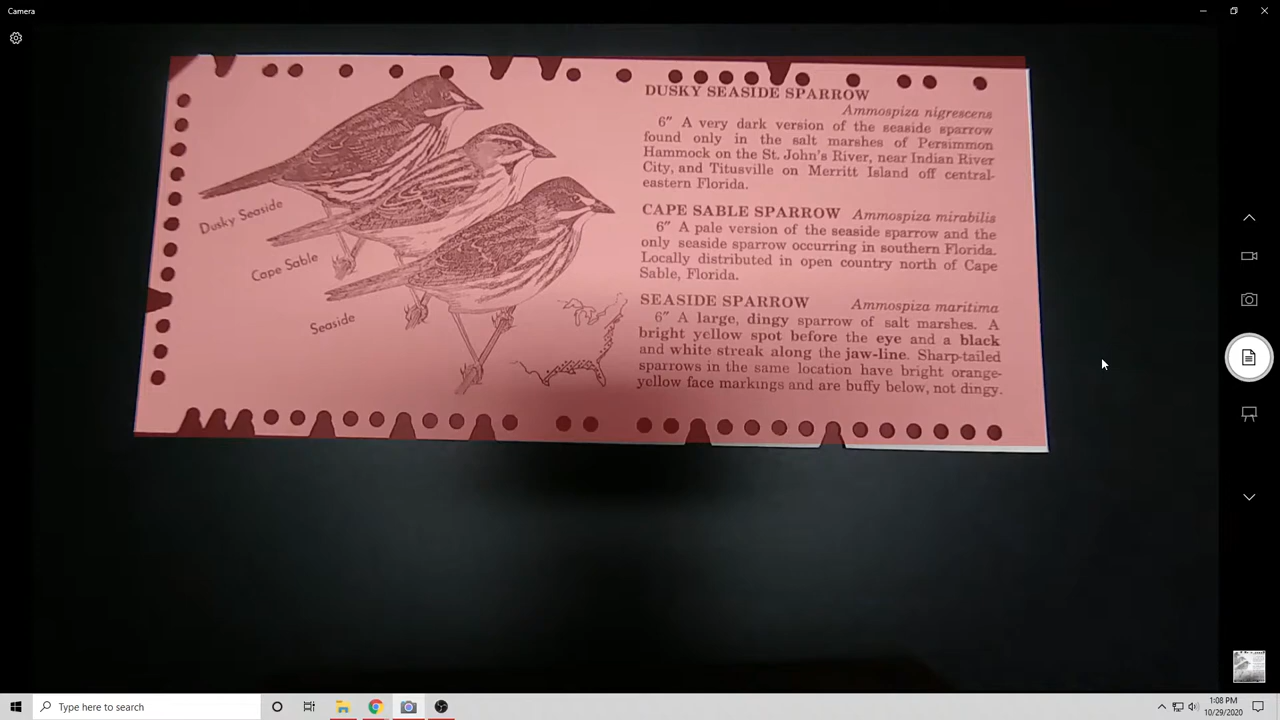 Camera
DUSKY SEASIDE SPARROW
Ammospiza nigrescens
6″ A very dark version of the seaside sparrow
found only in the salt marshes of Persimmon
Hammock on the St. John's River, near Indian River
City, and Titusville on Merritt Island off central-
eastern Florida.
CAPE SABLE SPARROW Ammospiza mirabilis
6″ A pale version of the seaside sparrow and the
only seaside sparrow occurring in southern Florida.
Locally distributed in open country north of Cape
Sable, Florida.
SEASIDE SPARROW Ammospiza maritima
6″ A large, dingy sparrow of salt marshes. A
bright yellow spot before the eye and a black
and white streak along the jaw-line. Sharp-tailed
sparrows in the same location have bright orange-
yellow face markings and are buffy below, not dingy.
Dusky Seaside
Cape Sable
Seaside
Type here to search
1:08 PM
10/29/2020